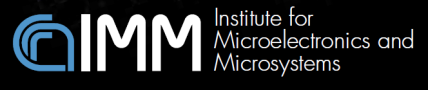 IMM
Institute for
Microelectronics and
Microsystems